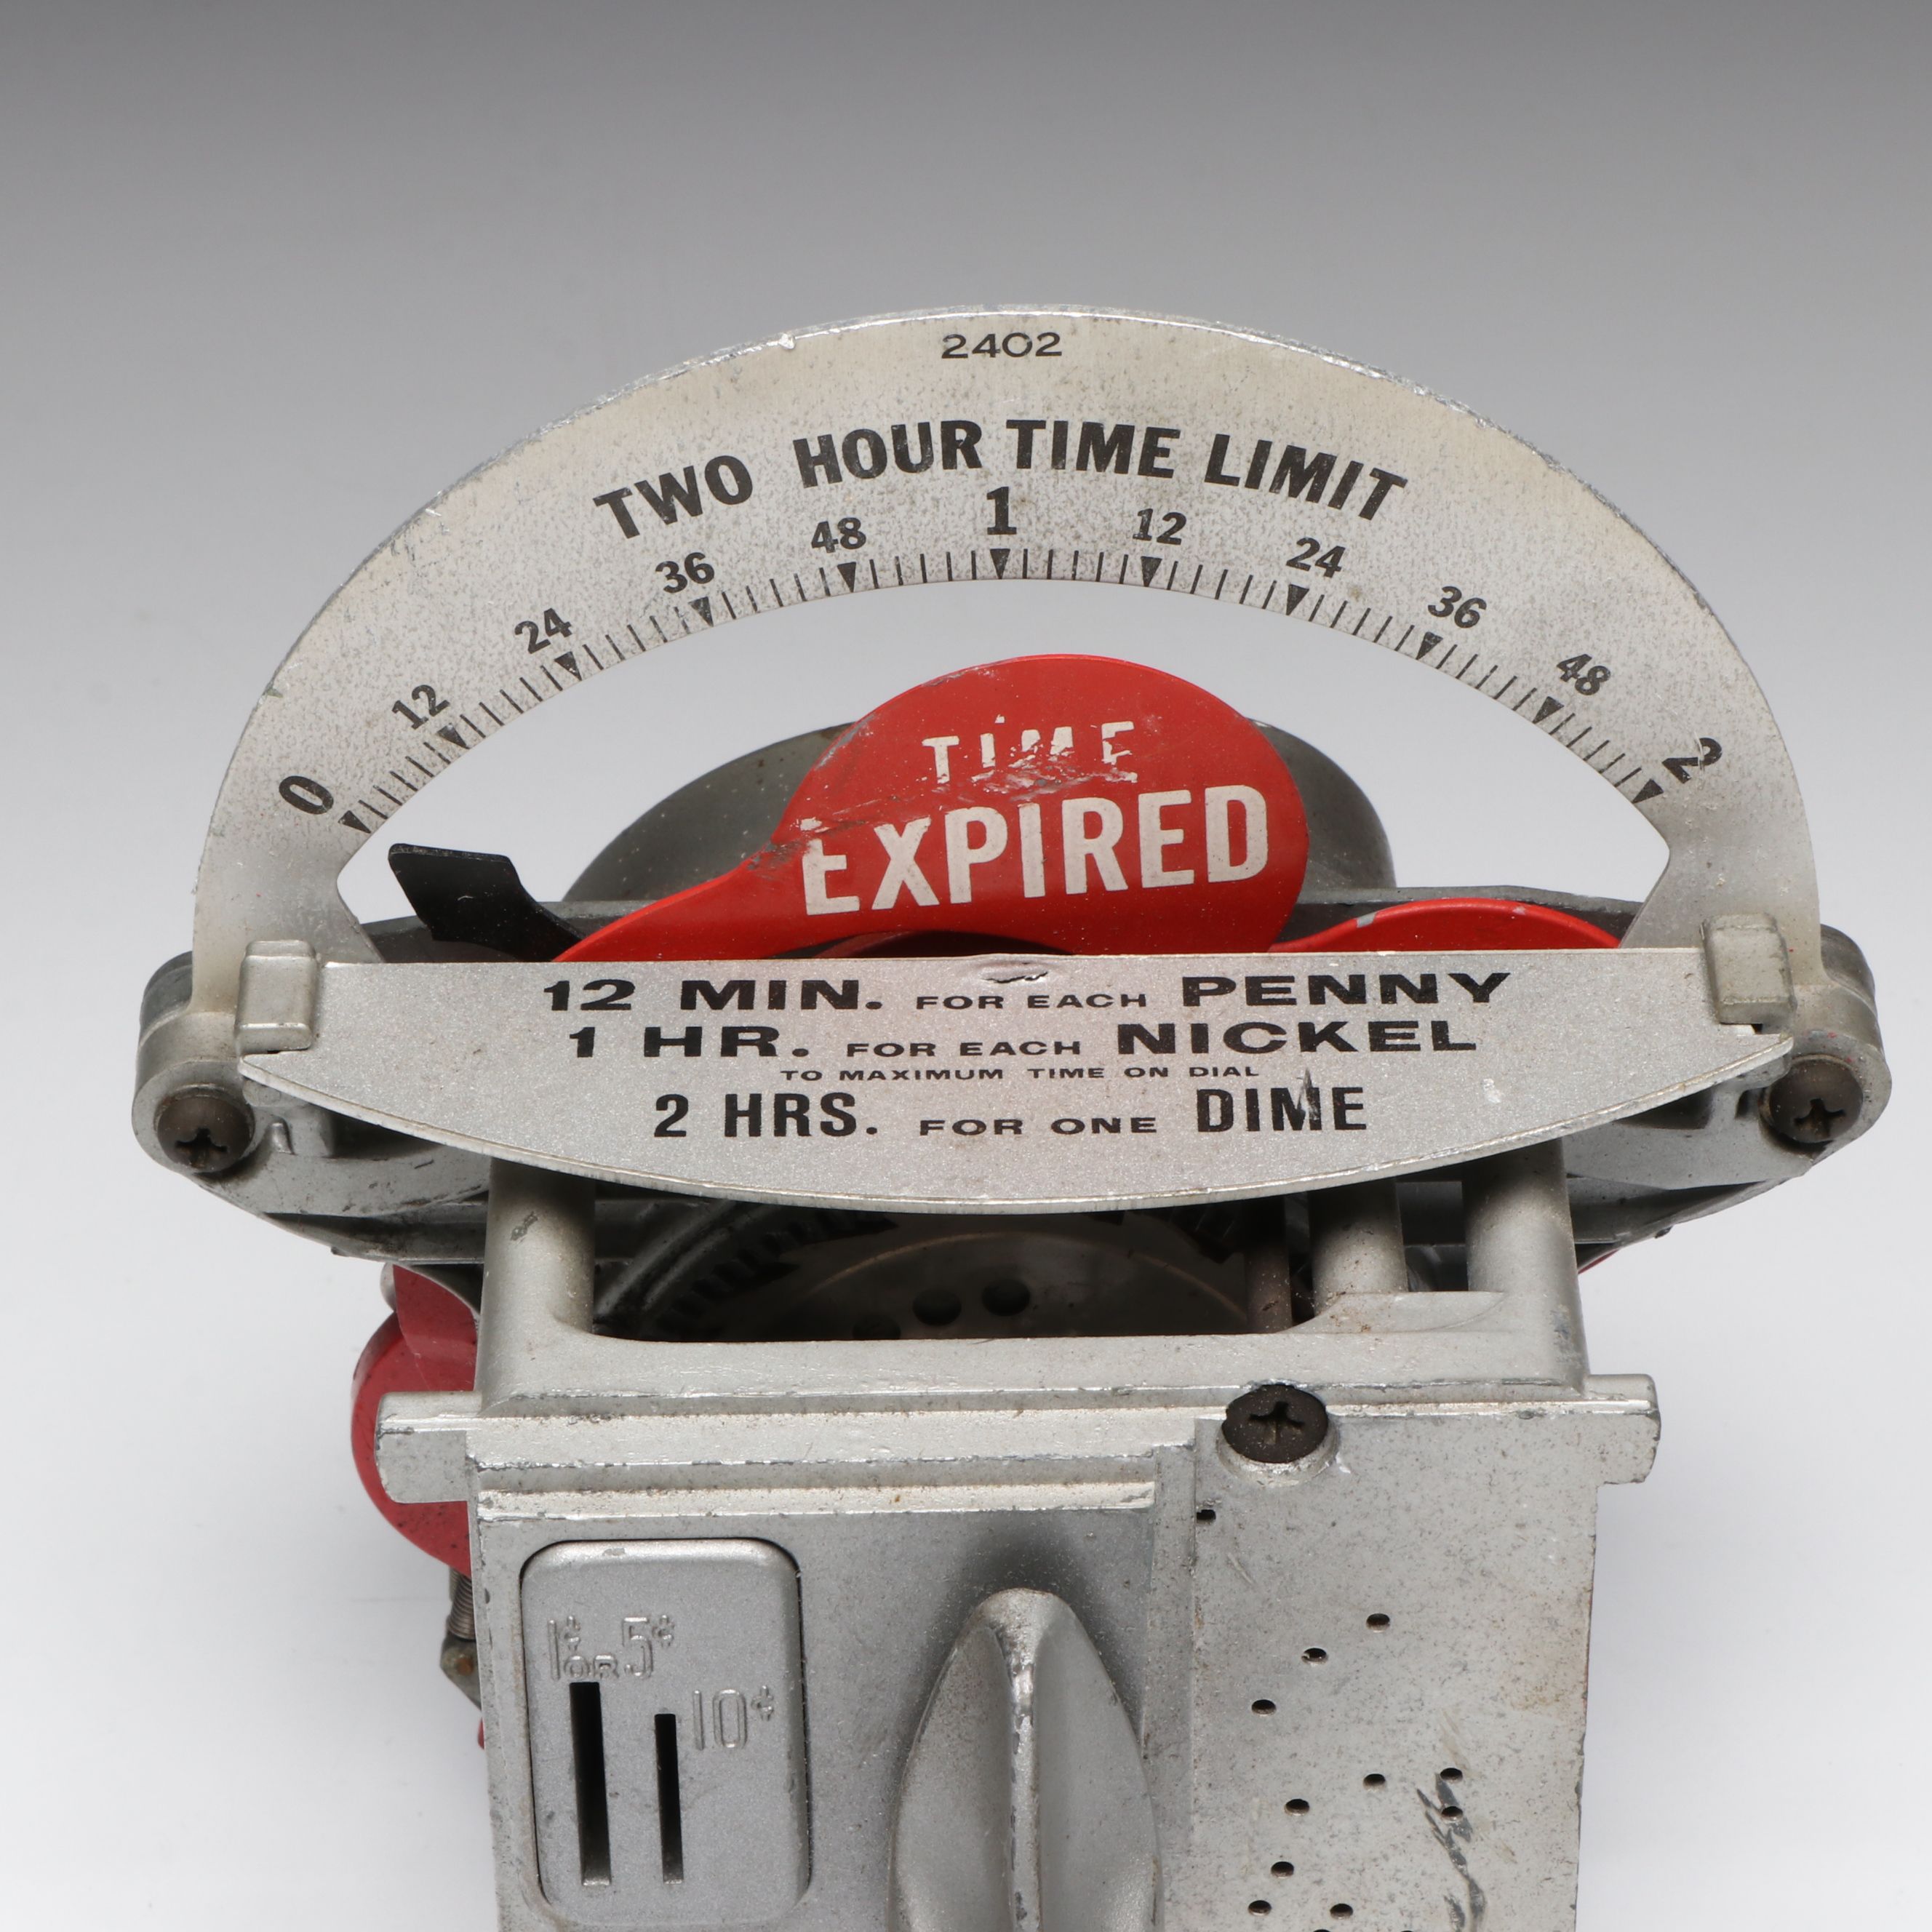 2402
TWO HOUR TIME LIMIT
0 12 24 36 48 1 12 24 36 48 2
TIME
EXPIRED
12 MIN. FOR EACH PENNY
1 HR. FOR EACH NICKEL
TO MAXIMUM TIME ON DIAL
2 HRS. FOR ONE DIME
1¢ OR 5¢
10¢